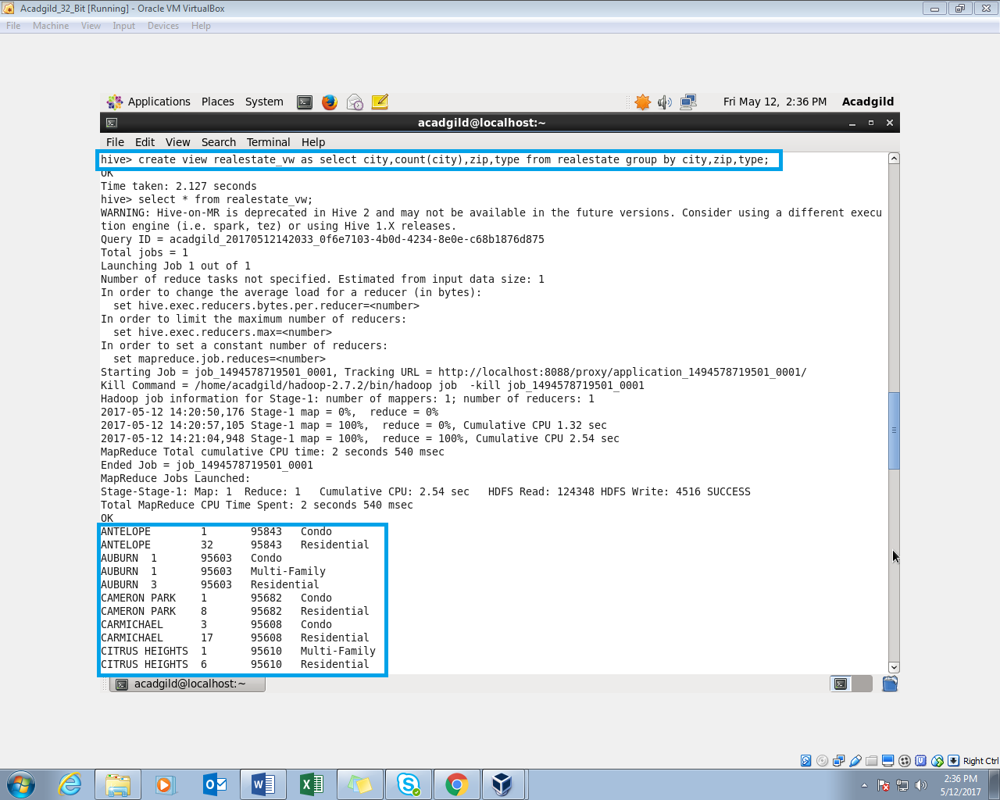 Acadgild_32_Bit [Running] - Oracle VM VirtualBox
File Machine View Input Devices Help
Applications Places System Fri May 12, 2:36 PM Acadgild
acadgild@localhost:~
File Edit View Search Terminal Help
hive> create view realestate_vw as select city,count(city),zip,type from realestate group by city,zip,type;
OK
Time taken: 2.127 seconds
hive> select * from realestate_vw;
WARNING: Hive-on-MR is deprecated in Hive 2 and may not be available in the future versions. Consider using a different execu
tion engine (i.e. spark, tez) or using Hive 1.X releases.
Query ID = acadgild_20170512142033_0f6e7103-4b0d-4234-8e0e-c68b1876d875
Total jobs = 1
Launching Job 1 out of 1
Number of reduce tasks not specified. Estimated from input data size: 1
In order to change the average load for a reducer (in bytes):
  set hive.exec.reducers.bytes.per.reducer=<number>
In order to limit the maximum number of reducers:
  set hive.exec.reducers.max=<number>
In order to set a constant number of reducers:
  set mapreduce.job.reduces=<number>
Starting Job = job_1494578719501_0001, Tracking URL = http://localhost:8088/proxy/application_1494578719501_0001/
Kill Command = /home/acadgild/hadoop-2.7.2/bin/hadoop job  -kill job_1494578719501_0001
Hadoop job information for Stage-1: number of mappers: 1; number of reducers: 1
2017-05-12 14:20:50,176 Stage-1 map = 0%,  reduce = 0%
2017-05-12 14:20:57,105 Stage-1 map = 100%,  reduce = 0%, Cumulative CPU 1.32 sec
2017-05-12 14:21:04,948 Stage-1 map = 100%,  reduce = 100%, Cumulative CPU 2.54 sec
MapReduce Total cumulative CPU time: 2 seconds 540 msec
Ended Job = job_1494578719501_0001
MapReduce Jobs Launched:
Stage-Stage-1: Map: 1  Reduce: 1   Cumulative CPU: 2.54 sec   HDFS Read: 124348 HDFS Write: 4516 SUCCESS
Total MapReduce CPU Time Spent: 2 seconds 540 msec
OK
ANTELOPE        1       95843   Condo
ANTELOPE        32      95843   Residential
AUBURN  1       95603   Condo
AUBURN  1       95603   Multi-Family
AUBURN  3       95603   Residential
CAMERON PARK    1       95682   Condo
CAMERON PARK    8       95682   Residential
CARMICHAEL      3       95608   Condo
CARMICHAEL      17      95608   Residential
CITRUS HEIGHTS  1       95610   Multi-Family
CITRUS HEIGHTS  6       95610   Residential
acadgild@localhost:~
Right Ctrl
2:36 PM
5/12/2017